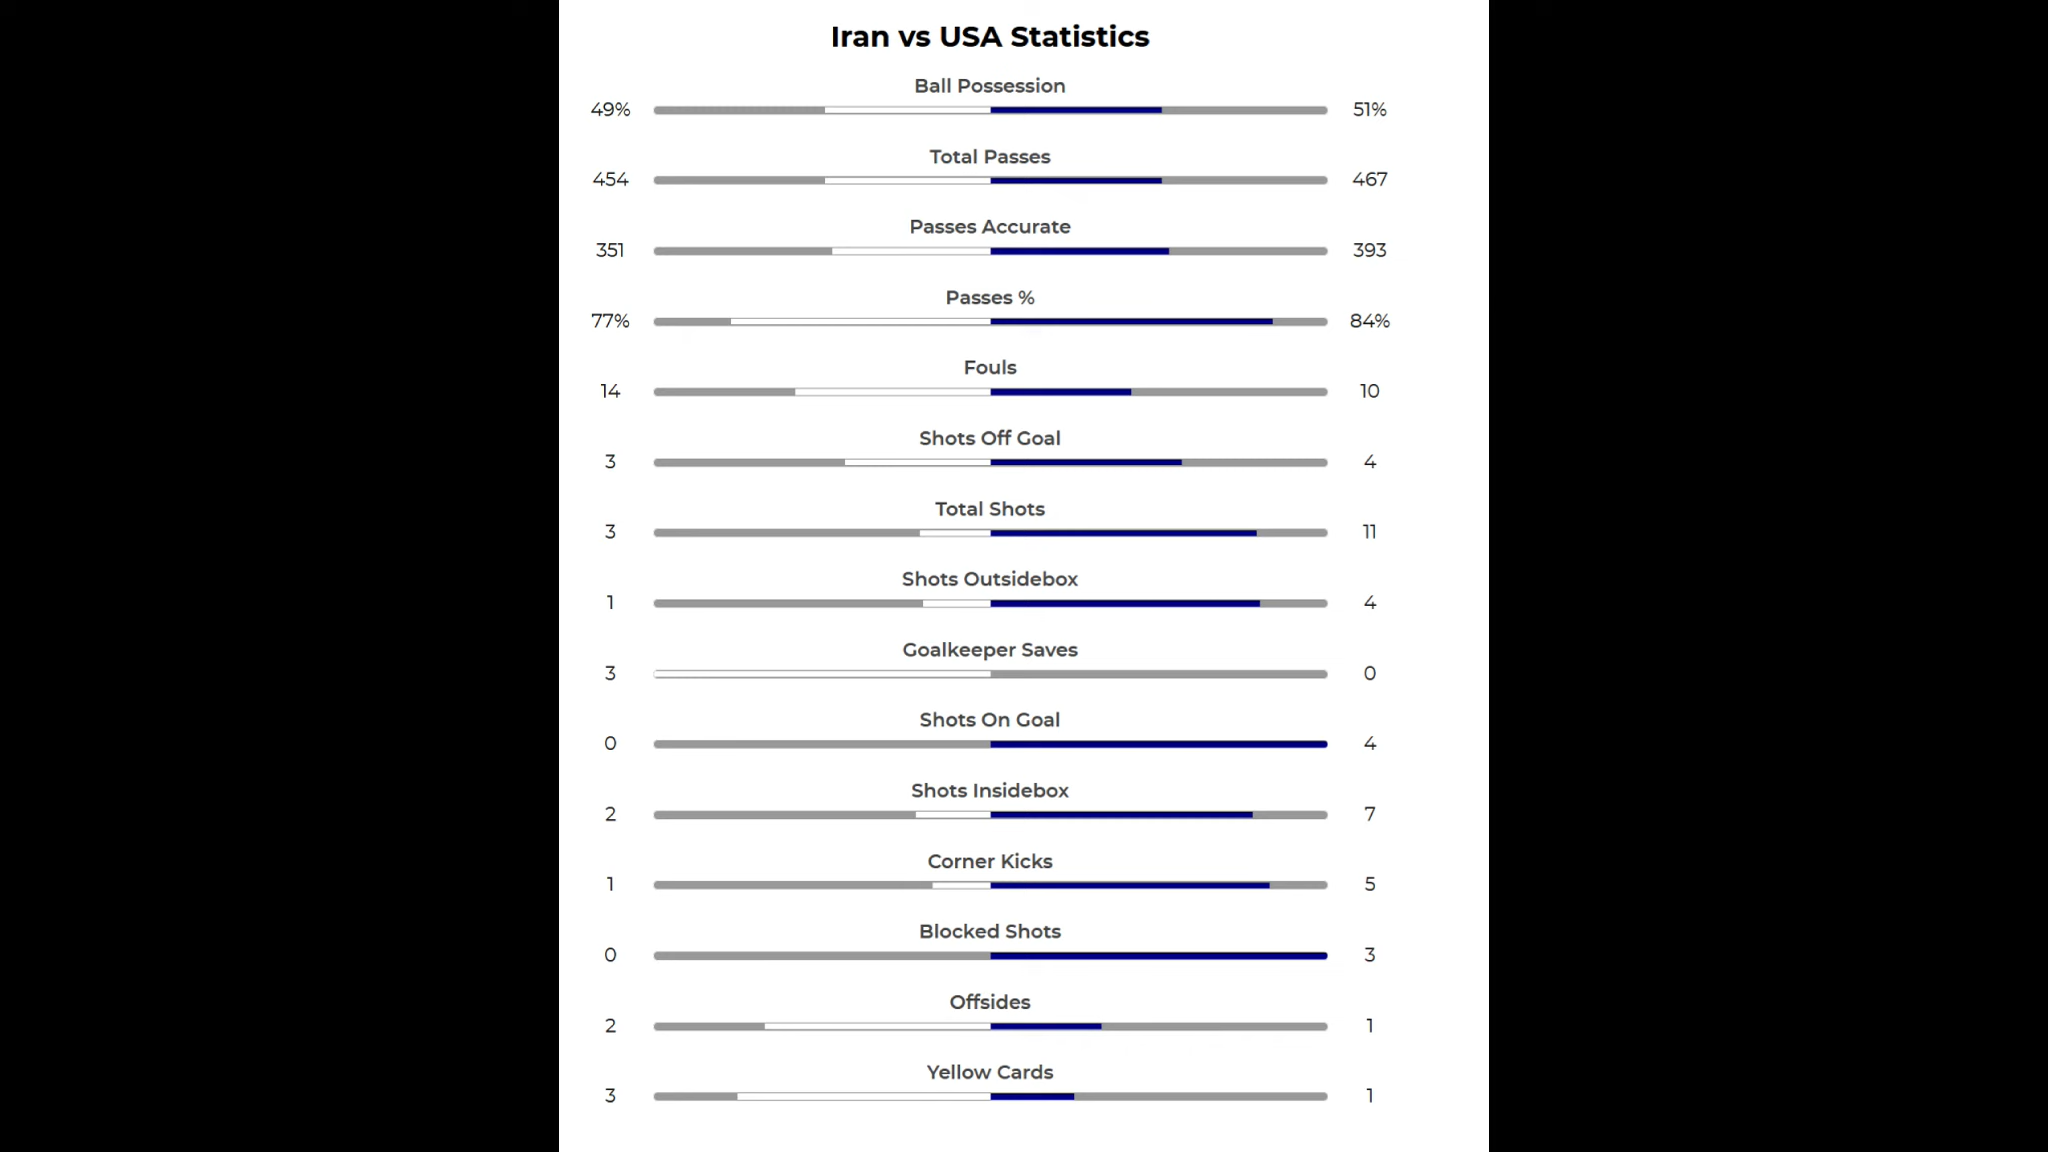 Iran vs USA Statistics
Ball Possession
49% 51%
Total Passes
454 467
Passes Accurate
351 393
Passes %
77% 84%
Fouls
14 10
Shots Off Goal
3 4
Total Shots
3 11
Shots Outsidebox
1 4
Goalkeeper Saves
3 0
Shots On Goal
0 4
Shots Insidebox
2 7
Corner Kicks
1 5
Blocked Shots
0 3
Offsides
2 1
Yellow Cards
3 1